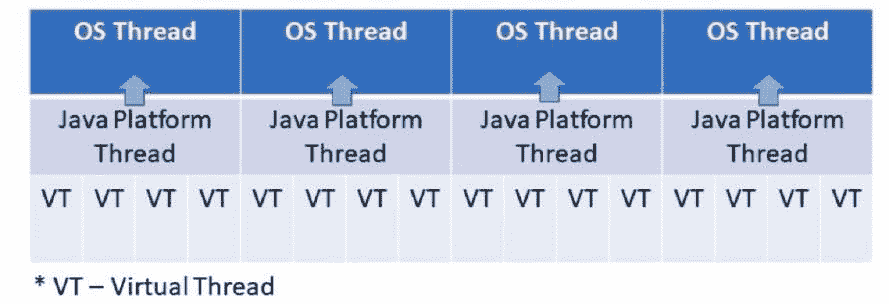 OS Thread OS Thread OS Thread OS Thread
Java Platform Java Platform Java Platform Java Platform
Thread Thread Thread Thread
VT VT VT VT VT VT VT VT VT VT VT VT VT VT VT VT
* VT – Virtual Thread